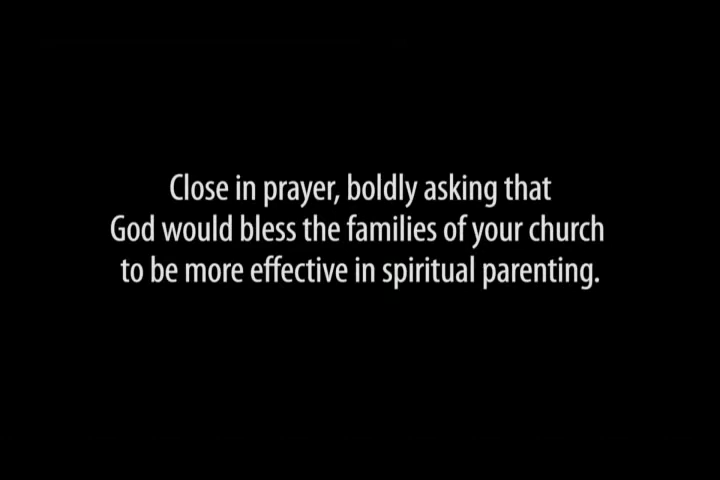 Close in prayer, boldly asking that
God would bless the families of your church
to be more effective in spiritual parenting.